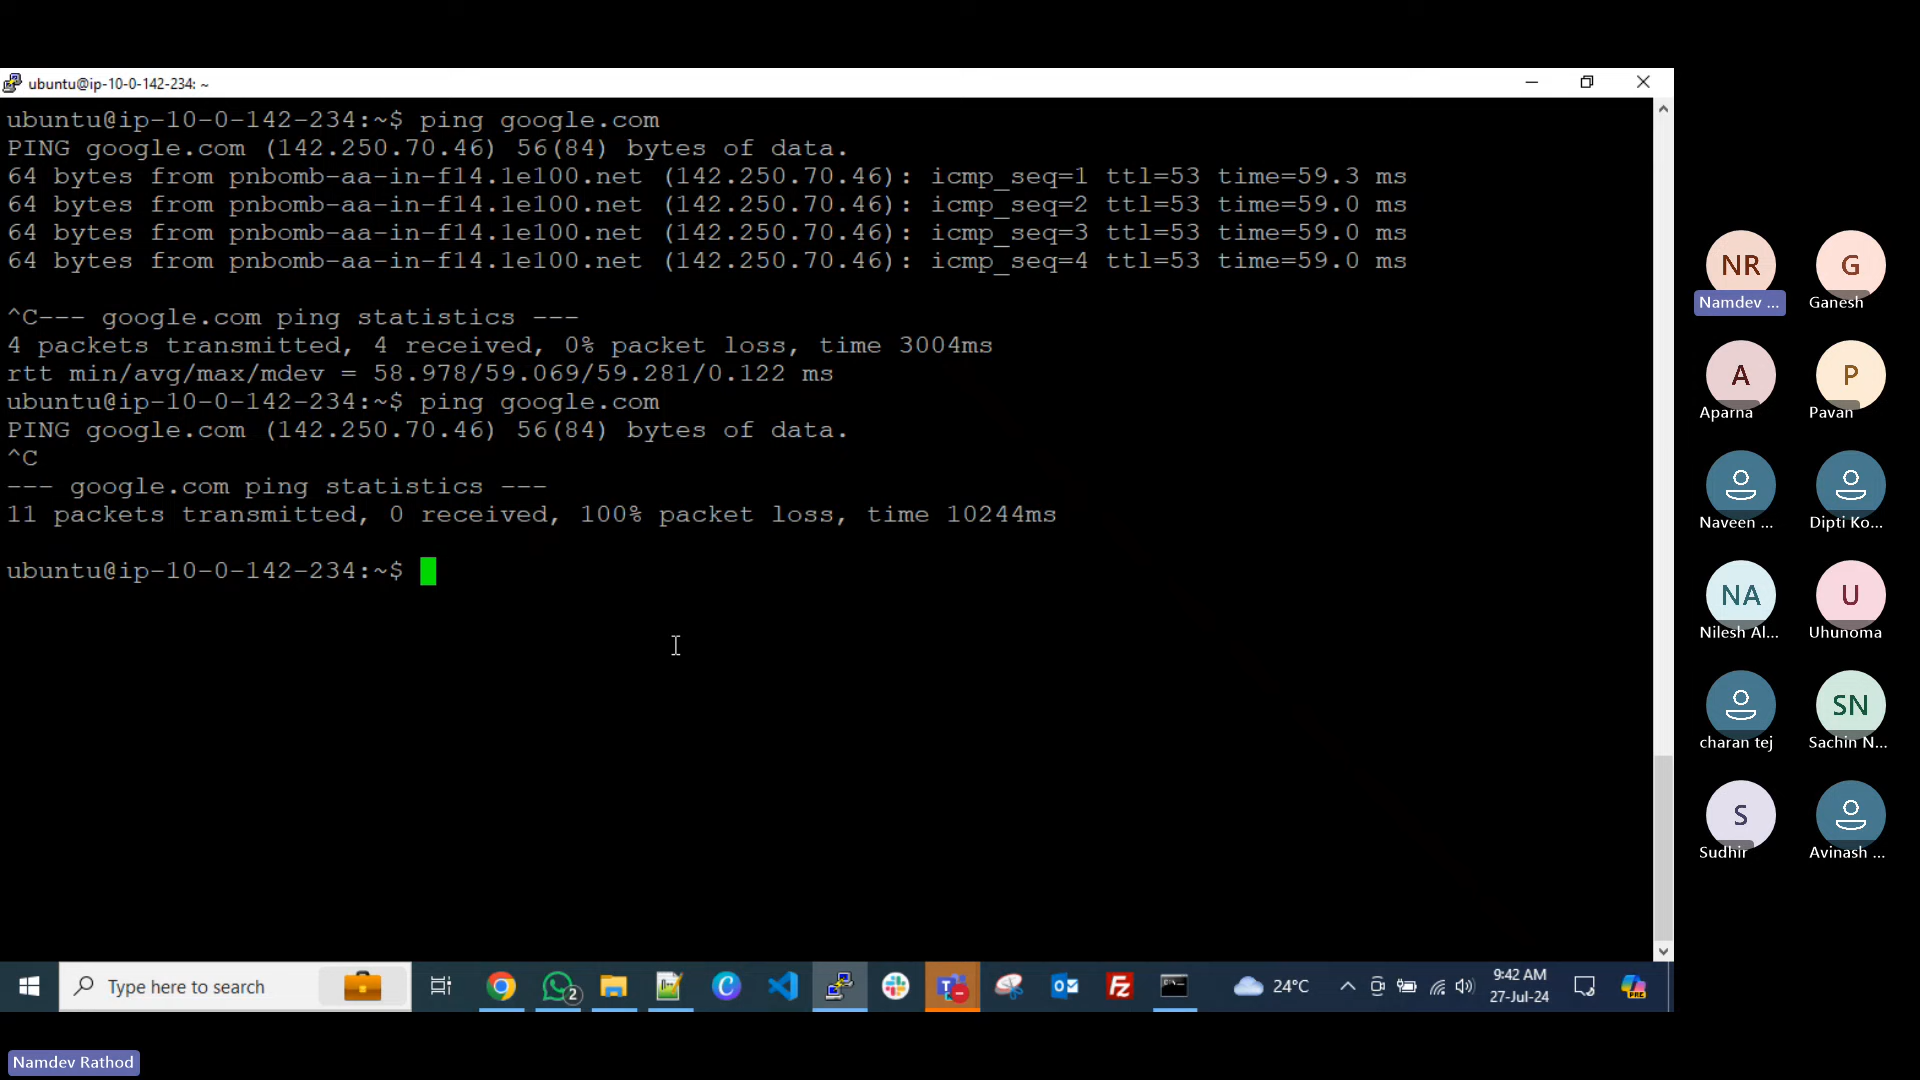 ubuntu@ip-10-0-142-234: ~
ubuntu@ip-10-0-142-234:~$ ping google.com
PING google.com (142.250.70.46) 56(84) bytes of data.
64 bytes from pnbomb-aa-in-f14.1e100.net (142.250.70.46): icmp_seq=1 ttl=53 time=59.3 ms
64 bytes from pnbomb-aa-in-f14.1e100.net (142.250.70.46): icmp_seq=2 ttl=53 time=59.0 ms
64 bytes from pnbomb-aa-in-f14.1e100.net (142.250.70.46): icmp_seq=3 ttl=53 time=59.0 ms
64 bytes from pnbomb-aa-in-f14.1e100.net (142.250.70.46): icmp_seq=4 ttl=53 time=59.0 ms
^C--- google.com ping statistics ---
4 packets transmitted, 4 received, 0% packet loss, time 3004ms
rtt min/avg/max/mdev = 58.978/59.069/59.281/0.122 ms
ubuntu@ip-10-0-142-234:~$ ping google.com
PING google.com (142.250.70.46) 56(84) bytes of data.
^C
--- google.com ping statistics ---
11 packets transmitted, 0 received, 100% packet loss, time 10244ms
ubuntu@ip-10-0-142-234:~$
NR
Namdev ...
G
Ganesh
A
Aparna
P
Pavan
Naveen ...
Dipti Ko...
NA
Nilesh Al...
U
Uhunoma
charan tej
SN
Sachin N...
S
Sudhir
Avinash ...
Type here to search
2
24°C
9:42 AM
27-Jul-24
PRE
Namdev Rathod